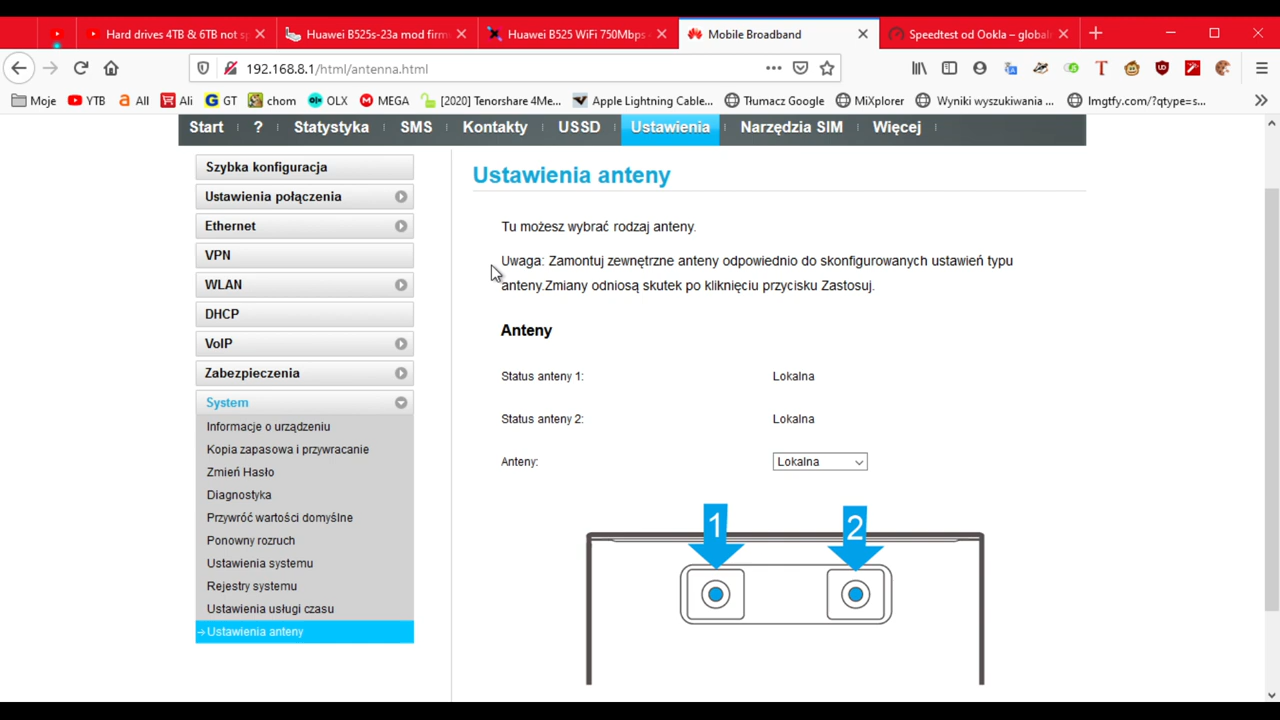 Hard drives 4TB & 6TB not sp
Huawei B525s-23a mod firm
Huawei B525 WiFi 750Mbps
Mobile Broadband
Speedtest od Ookla – global
192.168.8.1/html/antenna.html
Moje
YTB
All
Ali
GT
chom
OLX
MEGA
[2020] Tenorshare 4Me...
Apple Lightning Cable...
Tłumacz Google
MiXplorer
Wyniki wyszukiwania ...
lmgtfy.com/?qtype=s...
Start
?
Statystyka
SMS
Kontakty
USSD
Ustawienia
Narzędzia SIM
Więcej
Szybka konfiguracja
Ustawienia połączenia
Ethernet
VPN
WLAN
DHCP
VoIP
Zabezpieczenia
System
Informacje o urządzeniu
Kopia zapasowa i przywracanie
Zmień Hasło
Diagnostyka
Przywróć wartości domyślne
Ponowny rozruch
Ustawienia systemu
Rejestry systemu
Ustawienia usługi czasu
Ustawienia anteny
Ustawienia anteny
Tu możesz wybrać rodzaj anteny.
Uwaga: Zamontuj zewnętrzne anteny odpowiednio do skonfigurowanych ustawień typu
anteny.Zmiany odniosą skutek po kliknięciu przycisku Zastosuj.
Anteny
Status anteny 1: Lokalna
Status anteny 2: Lokalna
Anteny: Lokalna
1 2